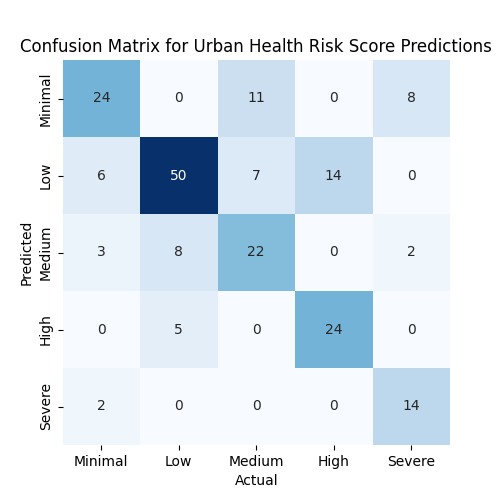 Confusion Matrix for Urban Health Risk Score Predictions
Minimal 24 0 11 0 8
Low 6 50 7 14 0
Medium 3 8 22 0 2
High 0 5 0 24 0
Severe 2 0 0 0 14
Predicted
Minimal Low Medium High Severe
Actual